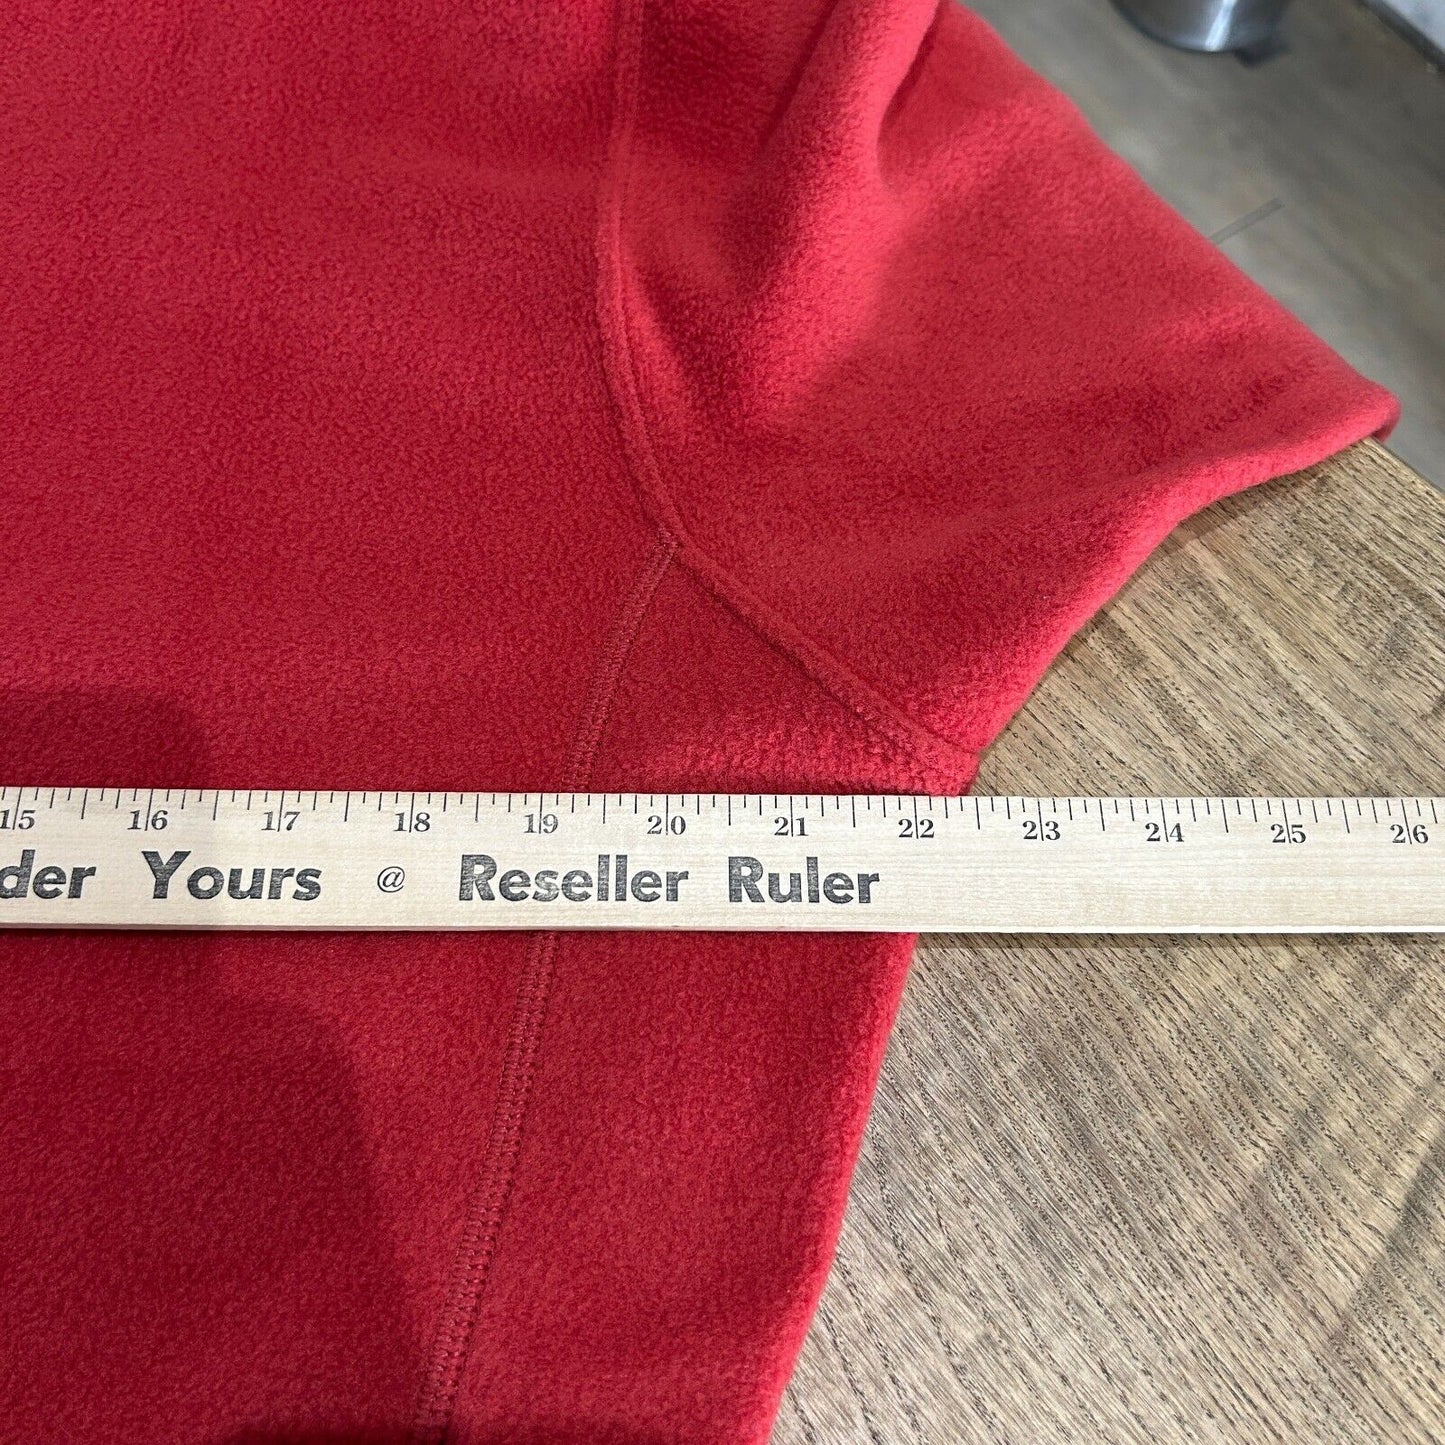 15 16 17 18 19 20 21 22 23 24 25 26
der Yours @ Reseller Ruler